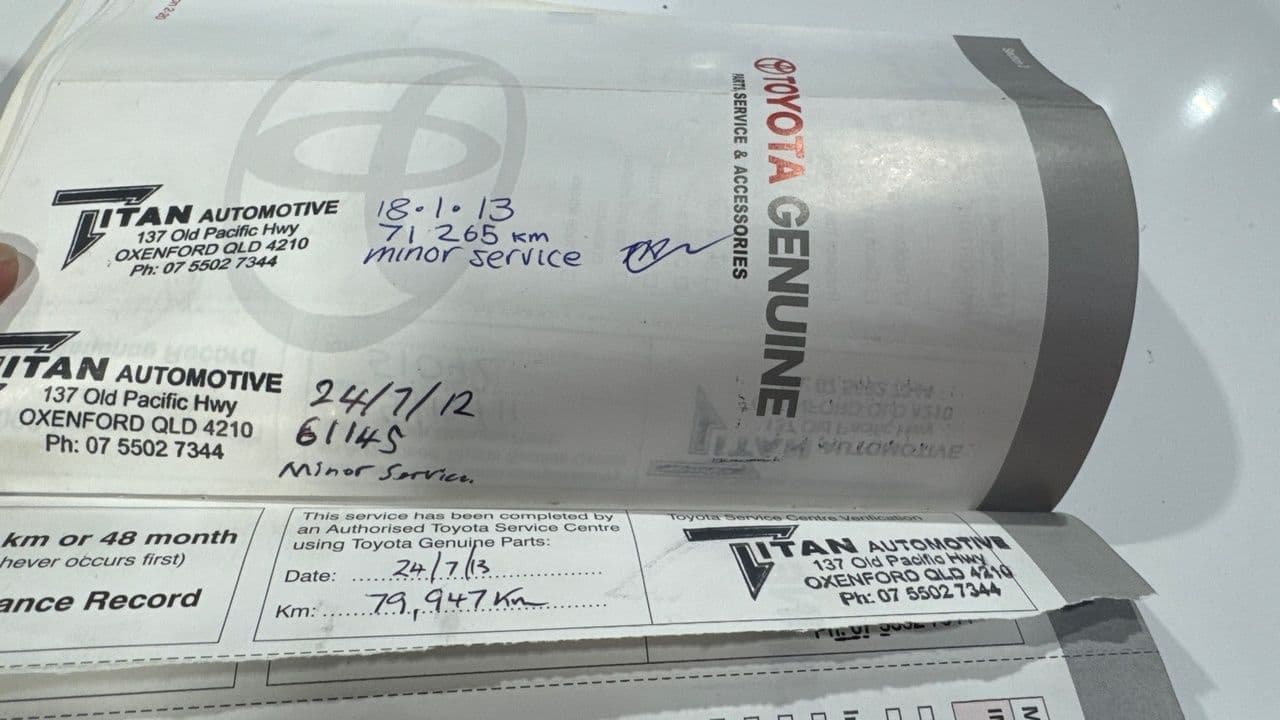 TOYOTA GENUINE
PARTS, SERVICE & ACCESSORIES
TITAN AUTOMOTIVE
137 Old Pacific Hwy
OXENFORD QLD 4210
Ph: 07 5502 7344
18.1.13
71 265 km
minor service
TITAN AUTOMOTIVE
137 Old Pacific Hwy
OXENFORD QLD 4210
Ph: 07 5502 7344
24/7/12
61145
Minor Service.
km or 48 month
hever occurs first)
ance Record
This service has been completed by
an Authorised Toyota Service Centre
using Toyota Genuine Parts:
Date: 24/7/13
Km: 79,947 Km
Toyota Service Centre Verification
TITAN AUTOMOTIVE
137 Old Pacific Hwy
OXENFORD QLD 4210
Ph: 07 5502 7344